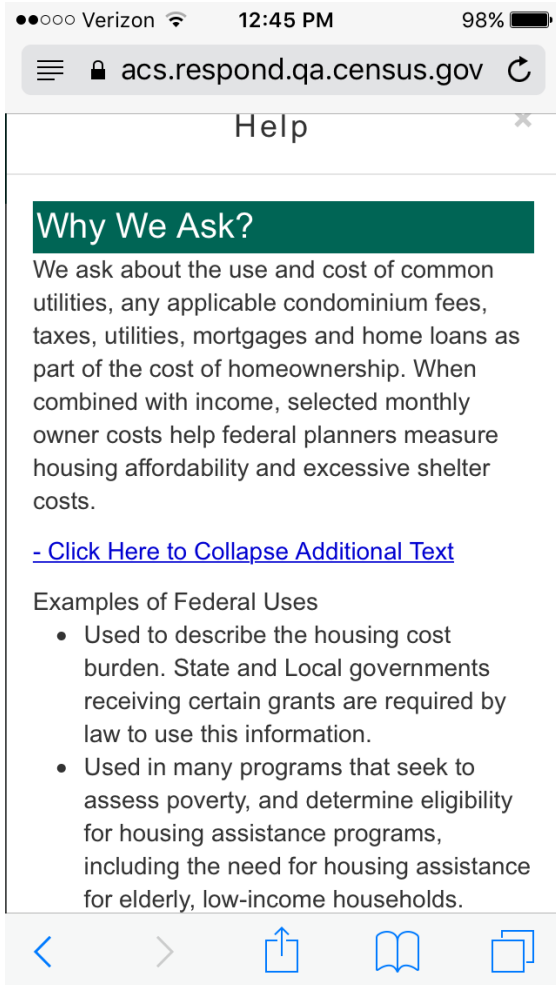 Verizon 12:45 PM 98%
acs.respond.qa.census.gov
Help ×
Why We Ask?
We ask about the use and cost of common
utilities, any applicable condominium fees,
taxes, utilities, mortgages and home loans as
part of the cost of homeownership. When
combined with income, selected monthly
owner costs help federal planners measure
housing affordability and excessive shelter
costs.
- Click Here to Collapse Additional Text
Examples of Federal Uses
• Used to describe the housing cost
burden. State and Local governments
receiving certain grants are required by
law to use this information.
• Used in many programs that seek to
assess poverty, and determine eligibility
for housing assistance programs,
including the need for housing assistance
for elderly, low-income households.